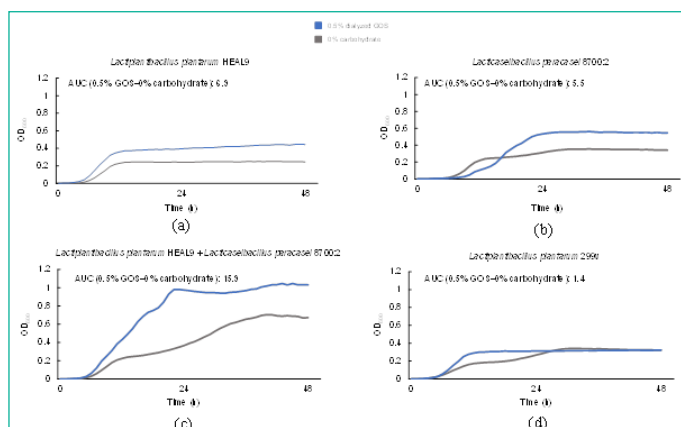 0.5% dialyzed GOS
0% carbohydrate
Lactiplantibacillus plantarum HEAL9
AUC (0.5% GOS–0% carbohydrate): 6.9
1.2
1
0.8
0.6
0.4
0.2
0
OD600
0
24
48
Time (h)
(a)
Lacticaseibacillus paracasei 8700:2
AUC (0.5% GOS–0% carbohydrate): 5.5
1.2
1
0.8
0.6
0.4
0.2
0
OD600
0
24
48
Time (h)
(b)
Lactiplantibacillus plantarum HEAL9 + Lacticaseibacillus paracasei 8700:2
AUC (0.5% GOS–0% carbohydrate): 15.9
1.2
1
0.8
0.6
0.4
0.2
0
OD600
0
24
48
Time (h)
(c)
Lactiplantibacillus plantarum 299v
AUC (0.5% GOS–0% carbohydrate): 1.4
1.2
1
0.8
0.6
0.4
0.2
0
OD600
0
24
48
Time (h)
(d)